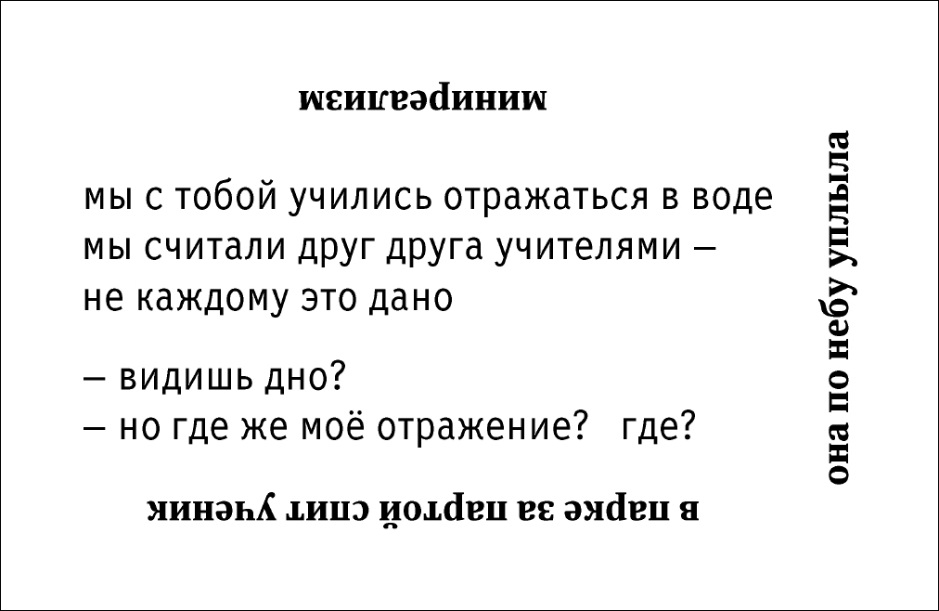 миниреализм
мы с тобой учились отражаться в воде
мы считали друг друга учителями –
не каждому это дано
– видишь дно?
– но где же моё отражение? где?
в парке за партой спит ученик
она по небу уплыла